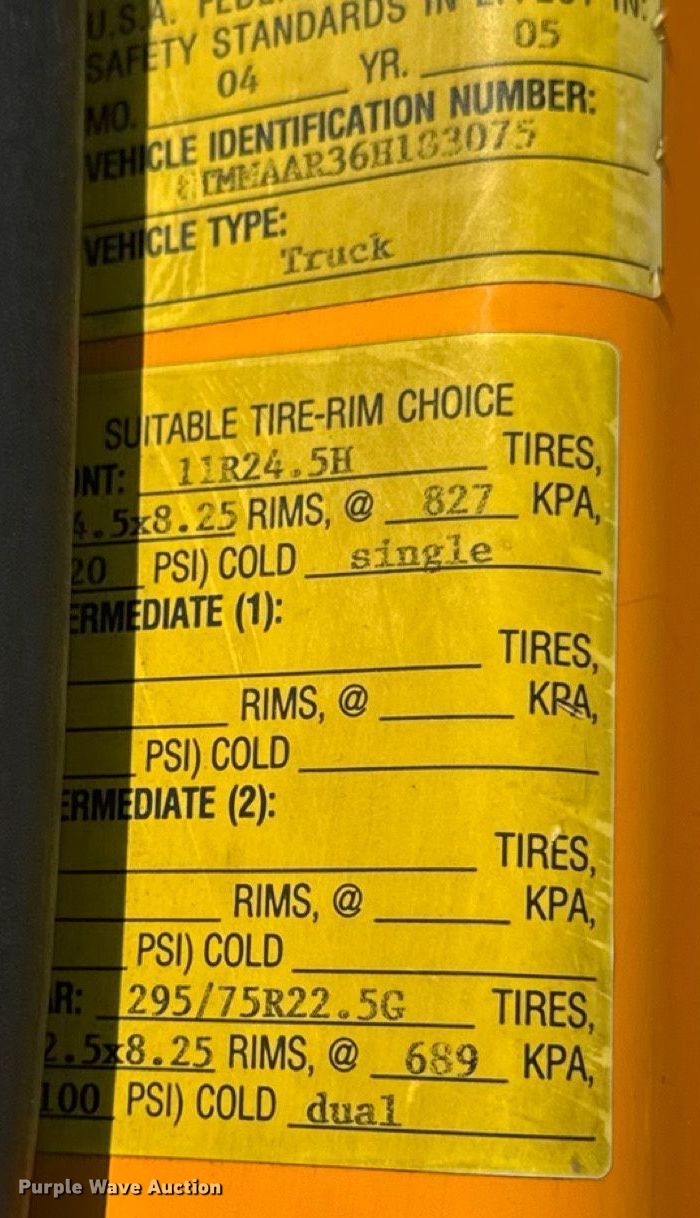 U.S.A.
SAFETY STANDARDS IN EFFECT IN:
MO. 04 YR. 05
VEHICLE IDENTIFICATION NUMBER:
VEHICLE TYPE:
Truck
SUITABLE TIRE-RIM CHOICE
NT: 11R24.5H TIRES,
4.5x8.25 RIMS, @ 827 KPA,
20 PSI) COLD single
ERMEDIATE (1):
TIRES,
RIMS, @ KPA,
PSI) COLD
ERMEDIATE (2):
TIRES,
RIMS, @ KPA,
PSI) COLD
R: 295/75R22.5G TIRES,
2.5x8.25 RIMS, @ 689 KPA,
100 PSI) COLD dual
Purple Wave Auction